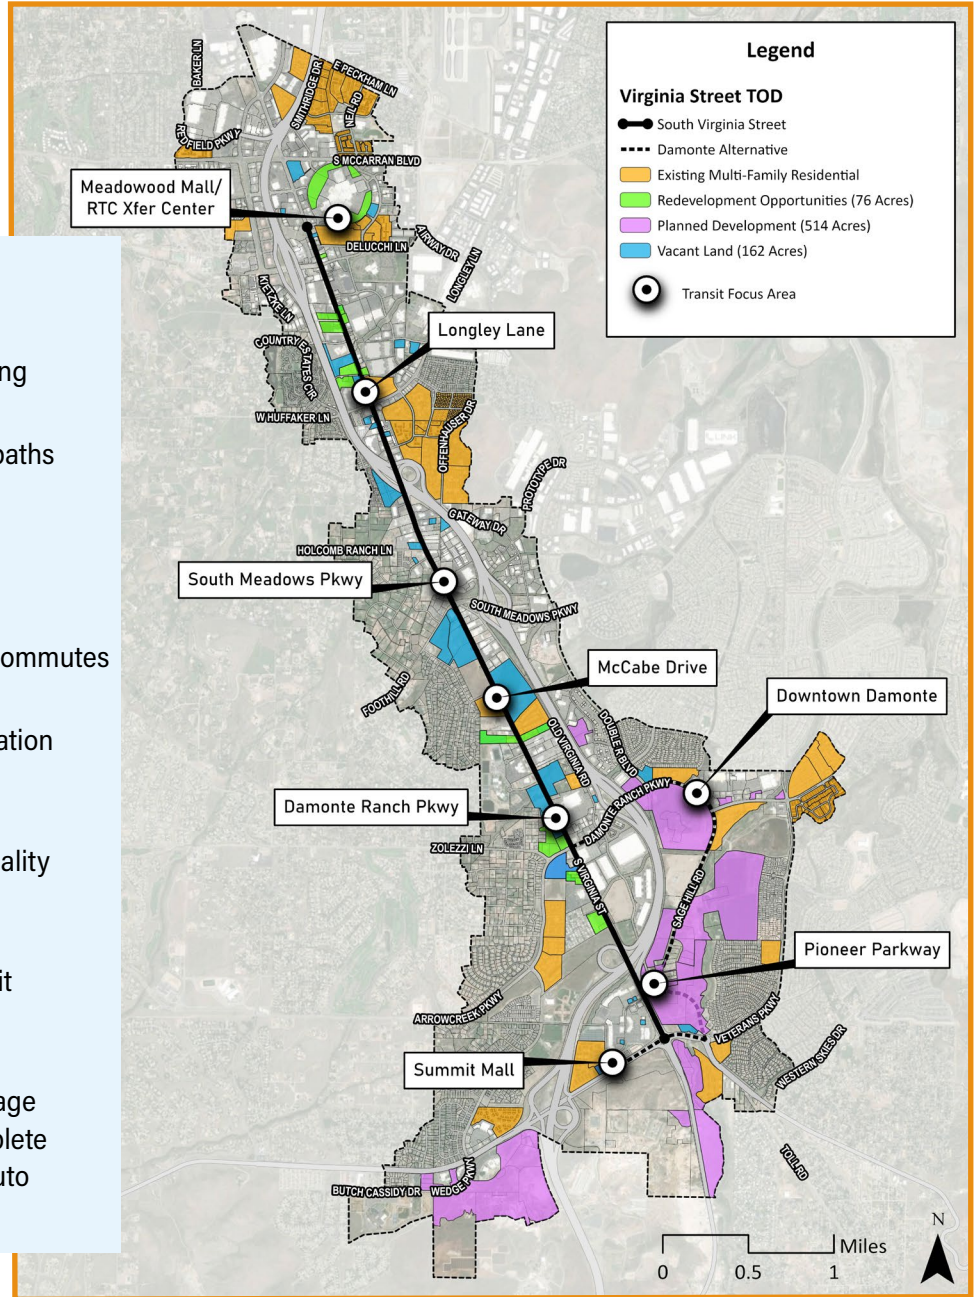 ng
paths
ommutes
ation
ality
it
age
plete
uto
Legend
Virginia Street TOD
South Virginia Street
Damonte Alternative
Existing Multi-Family Residential
Redevelopment Opportunities (76 Acres)
Planned Development (514 Acres)
Vacant Land (162 Acres)
Transit Focus Area
BAKER LN
SMITHRIDGE DR
E PECKHAM LN
NEIL RD
REDFIELD PKWY
S MCCARRAN BLVD
Meadowood Mall/
RTC Xfer Center
DELUCCHI LN
AIRWAY DR
LONGLEY LN
KIETZKE LN
Longley Lane
COUNTRY ESTATES CIR
W HUFFAKER LN
OFFENHAUSER DR
PROTOTYPE DR
GATEWAY DR
HOLCOMB RANCH LN
South Meadows Pkwy
SOUTH MEADOWS PKWY
McCabe Drive
FOOTHILL RD
Downtown Damonte
OLD VIRGINIA RD
DOUBLE R BLVD
Damonte Ranch Pkwy
DAMONTE RANCH PKWY
ZOLEZZI LN
S VIRGINIA ST
SAGE HILL RD
Pioneer Parkway
ARROWCREEK PKWY
VETERANS PKWY
WESTERN SKIES DR
Summit Mall
TOLL RD
BUTCH CASSIDY DR
WEDGE PKWY
Miles
0 0.5 1
N